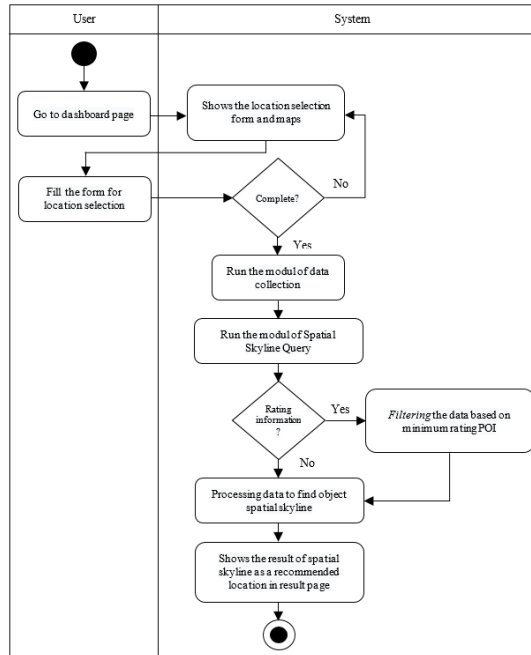 User
System
Go to dashboard page
Shows the location selection
form and maps
Fill the form for
location selection
Complete?
No
Yes
Run the modul of data
collection
Run the modul of Spatial
Skyline Query
Rating
information
?
Yes
Filtering the data based on
minimum rating POI
No
Processing data to find object
spatial skyline
Shows the result of spatial
skyline as a recommended
location in result page